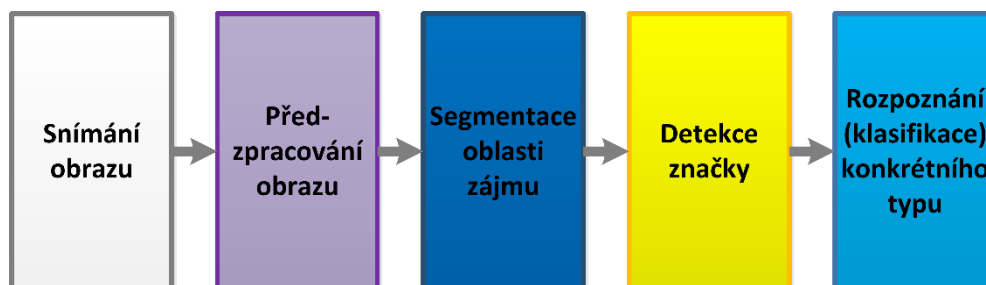 Snímání
obrazu
Před-
zpracování
obrazu
Segmentace
oblasti
zájmu
Detekce
značky
Rozpoznání
(klasifikace)
konkrétního
typu